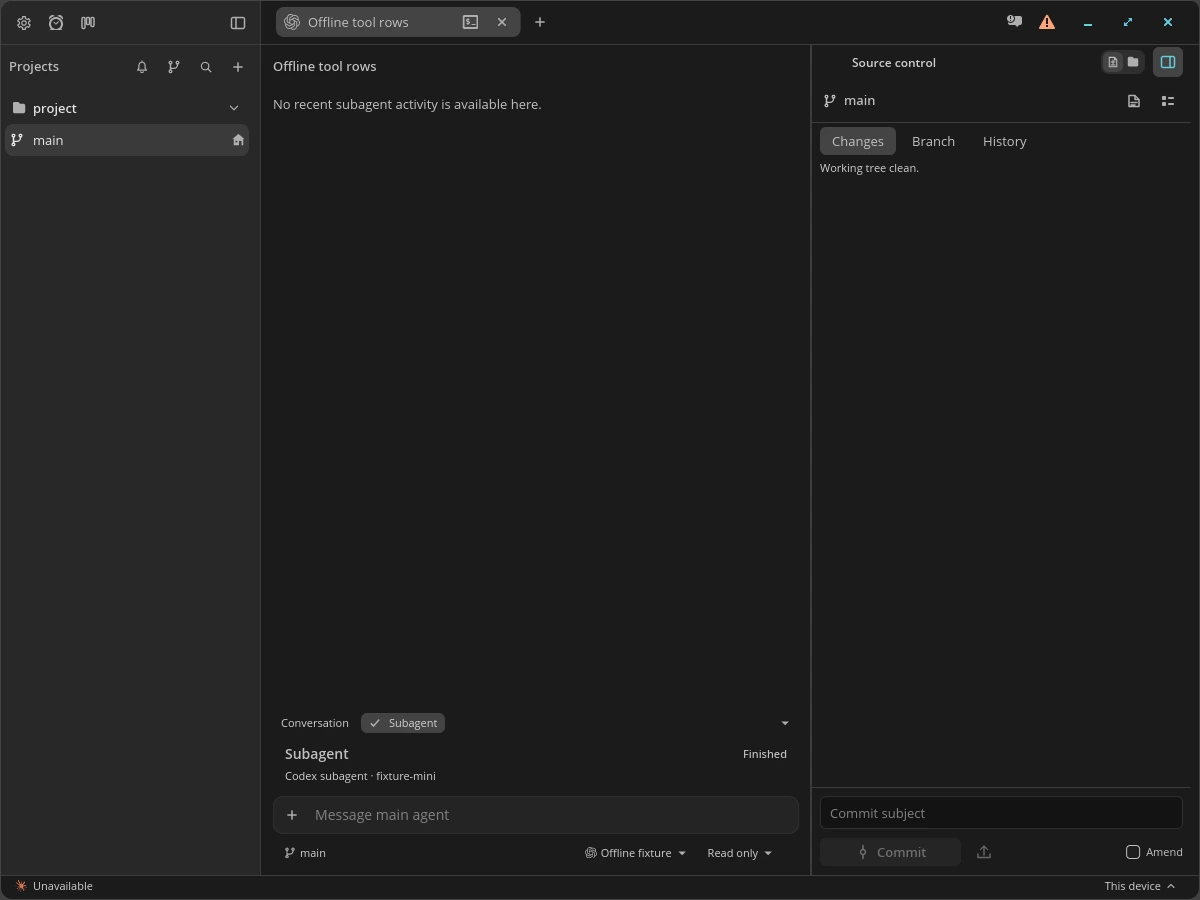 Offline tool rows
Projects
project
main
Offline tool rows
No recent subagent activity is available here.
Conversation
Subagent
Subagent
Finished
Codex subagent · fixture-mini
Message main agent
main
Offline fixture
Read only
Source control
main
Changes
Branch
History
Working tree clean.
Commit subject
Commit
Amend
Unavailable
This device